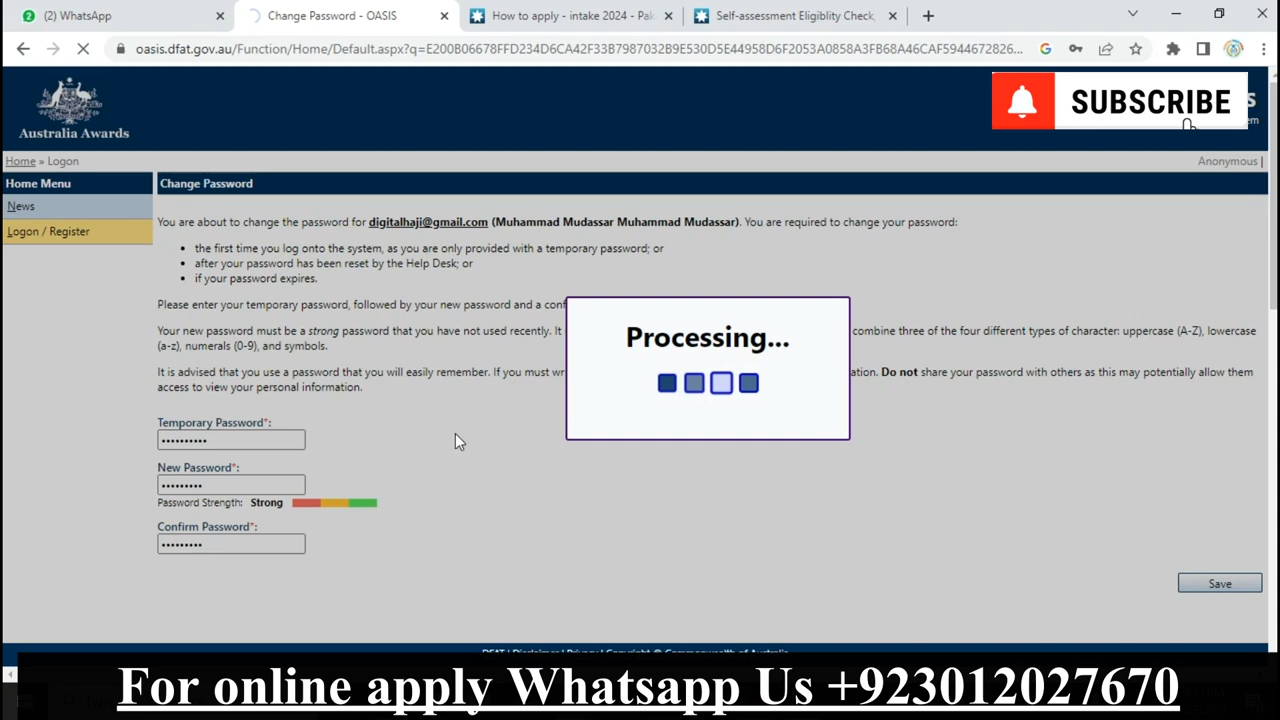 (2) WhatsApp
Change Password - OASIS
How to apply - intake 2024 - Pak
Self-assessment Eligiblity Check,
oasis.dfat.gov.au/Function/Home/Default.aspx?q=E200B06678FFD234D6CA42F33B7987032B9E530D5E44958D6F2053A0858A3FB68A46CAF5944672826...
Australia Awards
SUBSCRIBE
Home » Logon
Anonymous |
Home Menu
Change Password
News
Logon / Register
You are about to change the password for digitalhaji@gmail.com (Muhammad Mudassar Muhammad Mudassar). You are required to change your password:
• the first time you log onto the system, as you are only provided with a temporary password; or
• after your password has been reset by the Help Desk; or
• if your password expires.
Please enter your temporary password, followed by your new password and a
Your new password must be a strong password that you have not used recently. It combine three of the four different types of character: uppercase (A-Z), lowercase
(a-z), numerals (0-9), and symbols.
It is advised that you use a password that you will easily remember. If you must Do not share your password with others as this may potentially allow them
access to view your personal information.
Processing...
Temporary Password*:
New Password*:
Password Strength: Strong
Confirm Password*:
Save
DFAT | Disclaimer | Privacy | Copyright © Commonwealth of Australia
For online apply Whatsapp Us +923012027670